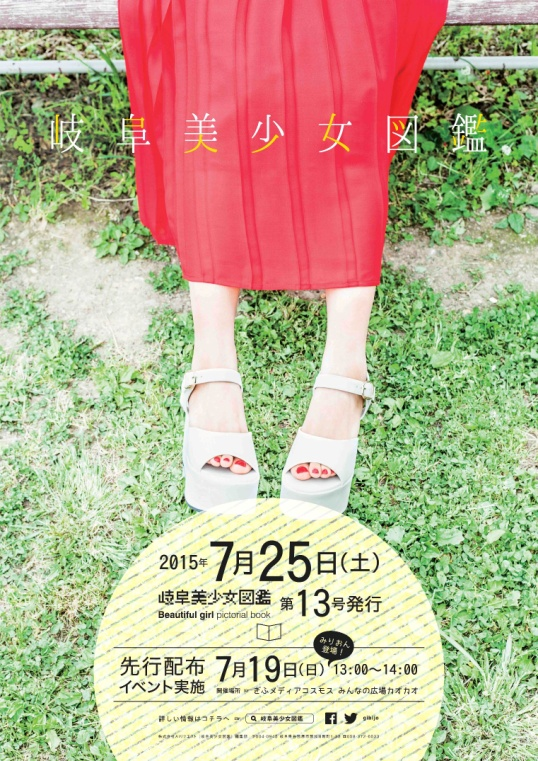 岐阜美少女図鑑
2015年7月25日(土)
岐阜美少女図鑑
Beautiful girl pictorial book
第13号発行
みりおん
登場!
先行配布
イベント実施
7月19日(日) 13:00〜14:00
開催場所 ぎふメディアコスモス みんなの広場カオカオ
詳しい情報はコチラへ
岐阜美少女図鑑
gibijo